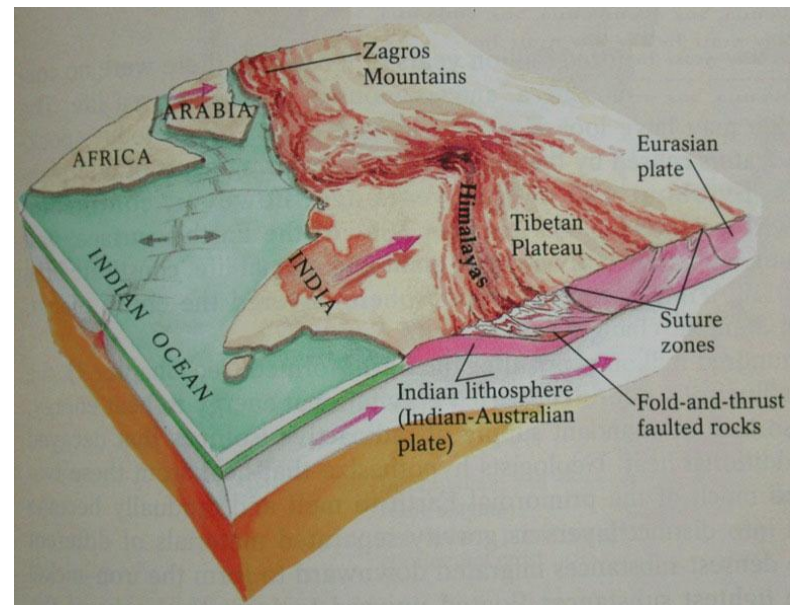 Zagros
Mountains
ARABIA
AFRICA
Eurasian
plate
Himalayas
Tibetan
Plateau
INDIA
INDIAN OCEAN
Suture
zones
Indian lithosphere
(Indian-Australian
plate)
Fold-and-thrust
faulted rocks